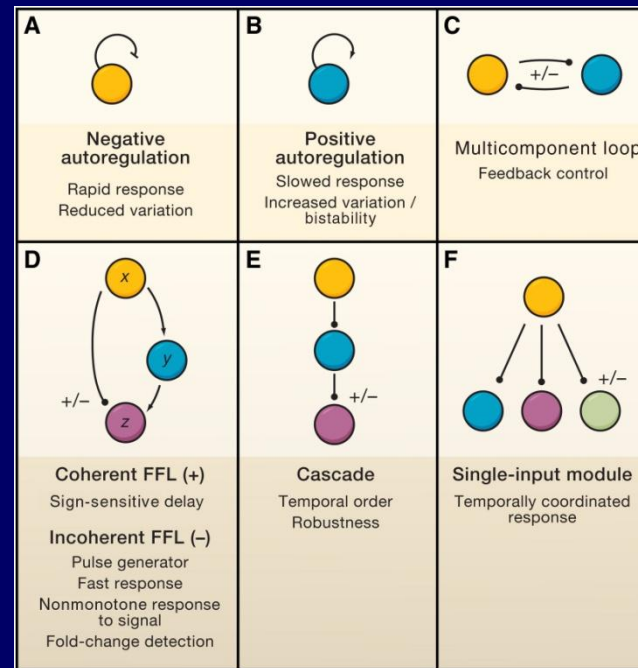 A
Negative
autoregulation
Rapid response
Reduced variation
B
Positive
autoregulation
Slowed response
Increased variation /
bistability
C
+/–
Multicomponent loop
Feedback control
D
x
y
+/–
z
Coherent FFL (+)
Sign-sensitive delay
Incoherent FFL (–)
Pulse generator
Fast response
Nonmonotone response
to signal
Fold-change detection
E
+/–
Cascade
Temporal order
Robustness
F
+/–
Single-input module
Temporally coordinated
response